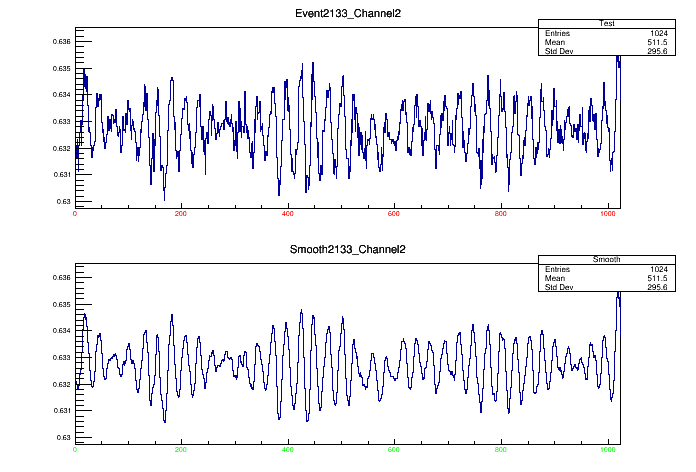 Event2133_Channel2
Test
Entries 1024
Mean 511.5
Std Dev 295.6
0.636
0.635
0.634
0.633
0.632
0.631
0.63
0 200 400 600 800 1000
Smooth2133_Channel2
Smooth
Entries 1024
Mean 511.5
Std Dev 295.6
0.636
0.635
0.634
0.633
0.632
0.631
0.63
0 200 400 600 800 1000